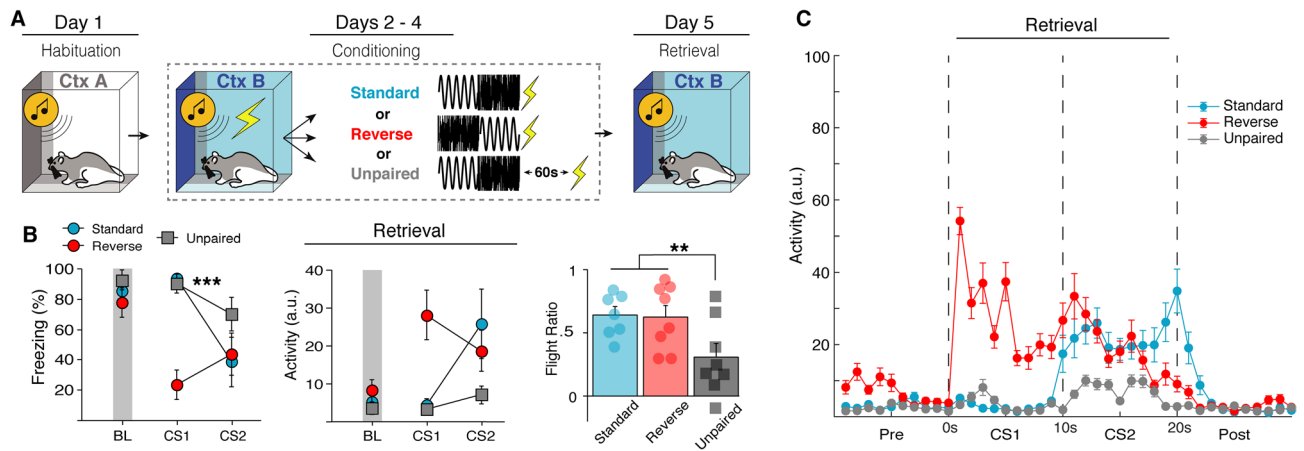 A
Day 1
Habituation
Ctx A
Days 2 - 4
Conditioning
Ctx B
Standard
or
Reverse
or
Unpaired
60s
Day 5
Retrieval
Ctx B
B
Standard
Reverse
Unpaired
Freezing (%)
100
80
60
40
20
***
BL
CS1
CS2
Retrieval
Activity (a.u.)
40
30
20
10
BL
CS1
CS2
Flight Ratio
1
.5
0
**
Standard
Reverse
Unpaired
C
Retrieval
Activity (a.u.)
100
80
60
40
20
Standard
Reverse
Unpaired
Pre
0s
CS1
10s
CS2
20s
Post